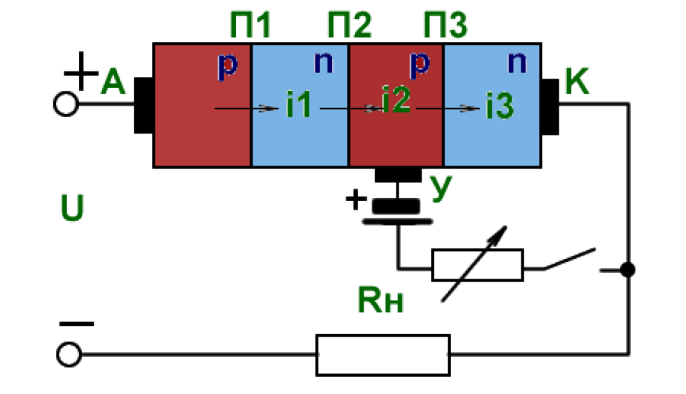 П1 П2 П3
+ А p n p n К
i1 i2 i3
U + У
Rн
—